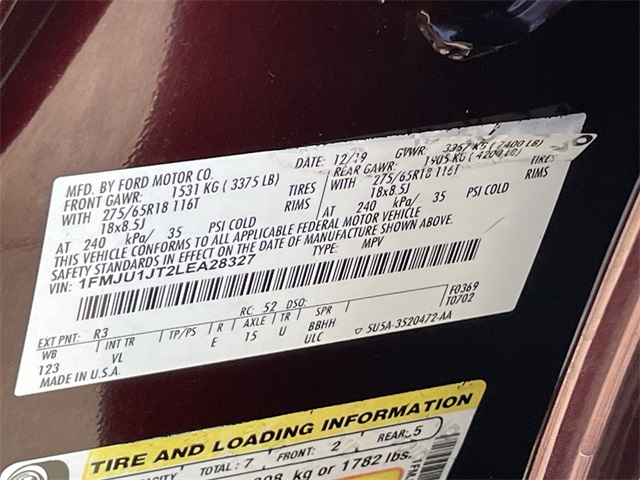 MFD. BY FORD MOTOR CO. DATE: 12/19 GVWR: 3357 KG (7400 LB)
FRONT GAWR: 1531 KG (3375 LB) REAR GAWR: 1905 KG (4200 LB)
WITH 275/65R18 116T TIRES WITH 275/65R18 116T TIRES
18x8.5J RIMS 18x8.5J RIMS
AT 240 kPa/ 35 PSI COLD AT 240 kPa/ 35 PSI COLD
THIS VEHICLE CONFORMS TO ALL APPLICABLE FEDERAL MOTOR VEHICLE
SAFETY STANDARDS IN EFFECT ON THE DATE OF MANUFACTURE SHOWN ABOVE.
VIN: 1FMJU1JT2LEA28327 TYPE: MPV
F0369
T0702
EXT PNT: R3 RC: 52 DSO:
WB INT TR TP/PS R AXLE TR SPR
123 VL E 15 U BBHH
ULC ▽ 5U5A-3520472-AA
MADE IN U.S.A.
TIRE AND LOADING INFORMATION
CAPACITY TOTAL: 7 FRONT: 2 REAR: 5
kg or 1782 lbs.